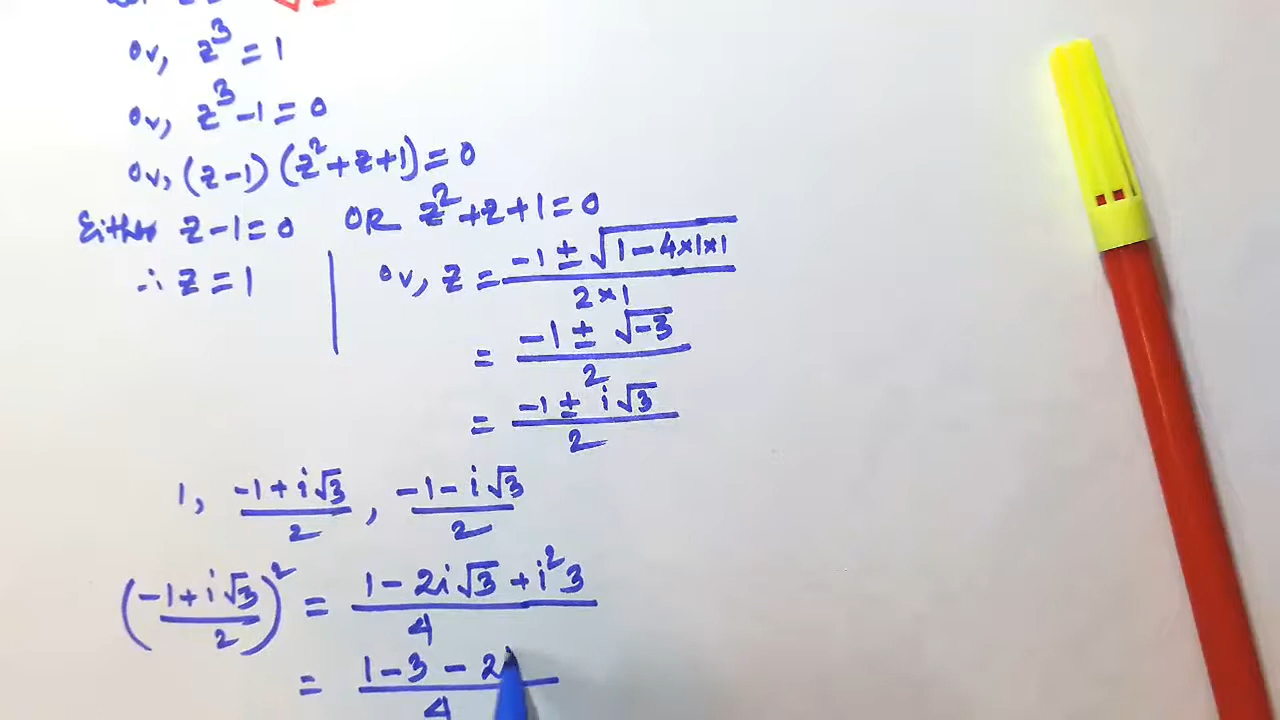 Or, z³ = 1
Or, z³ - 1 = 0
Or, (z-1) (z² + z + 1) = 0
Either z - 1 = 0 OR z² + z + 1 = 0
∴ z = 1 Or, z = (-1 ± √(1 - 4×1×1))/(2×1)
= (-1 ± √-3)/2
= (-1 ± i√3)/2
1, (-1 + i√3)/2, (-1 - i√3)/2
((-1 + i√3)/2)² = (1 - 2i√3 + i²3)/4
= (1 - 3 - 2)/4